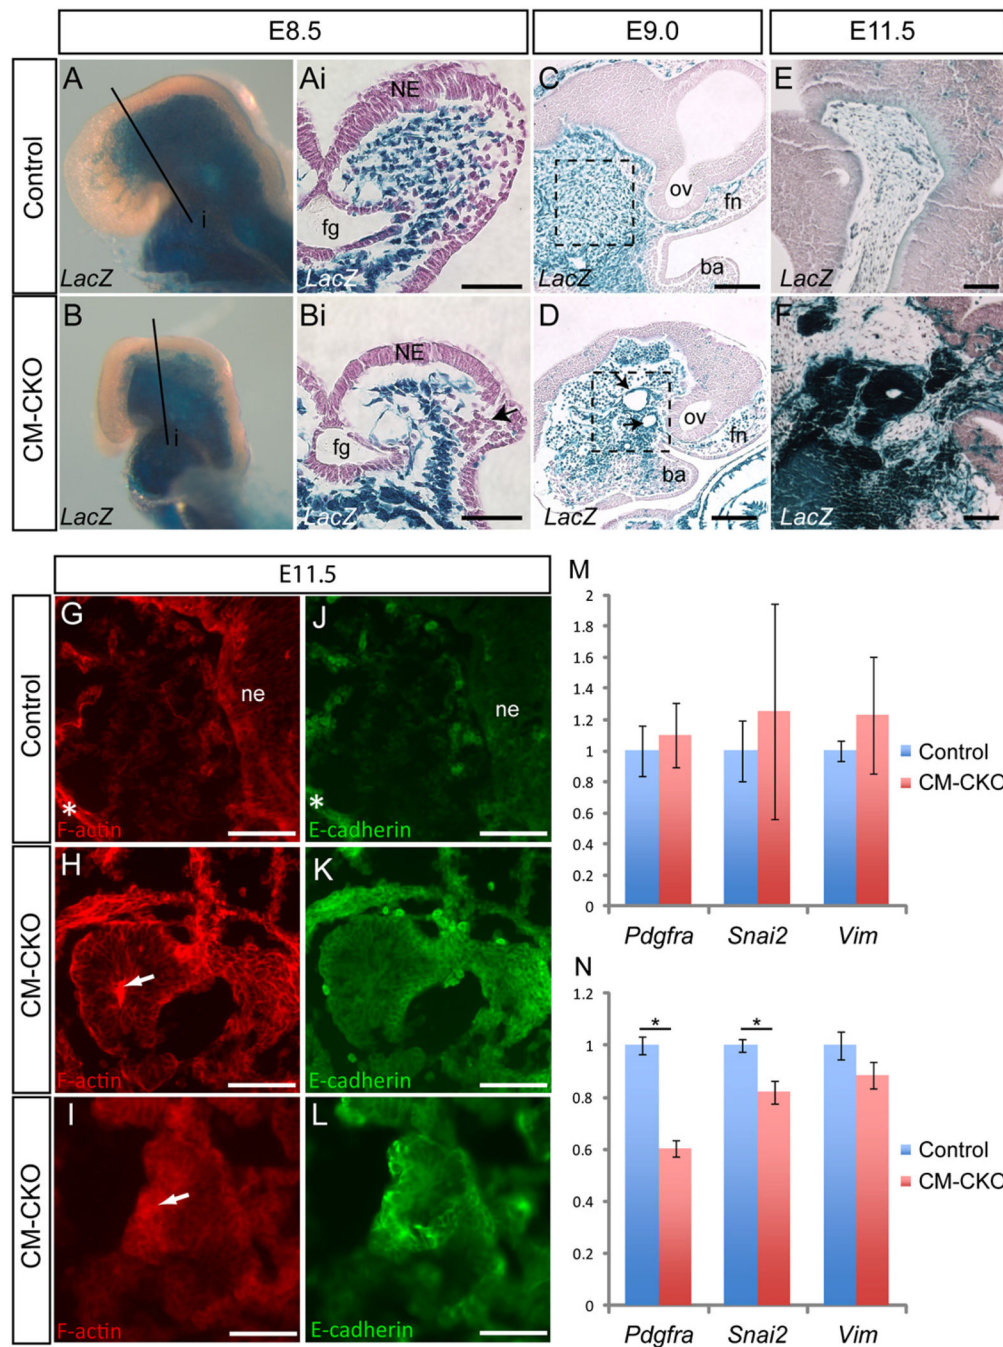 E8.5
E9.0
E11.5
Control
A
i
LacZ
Ai
NE
fg
LacZ
C
ov
fn
ba
LacZ
E
CM-CKO
B
i
LacZ
Bi
NE
fg
LacZ
D
ov
fn
ba
LacZ
F
LacZ
E11.5
Control
G
ne
*
F-actin
J
ne
*
E-cadherin
CM-CKO
H
F-actin
K
E-cadherin
CM-CKO
I
F-actin
L
E-cadherin
M
2
1.8
1.6
1.4
1.2
1
0.8
0.6
0.4
0.2
0
Pdgfra Snai2 Vim
Control
CM-CKO
N
* *
1
0.8
0.6
0.4
0.2
0
Pdgfra Snai2 Vim
Control
CM-CKO